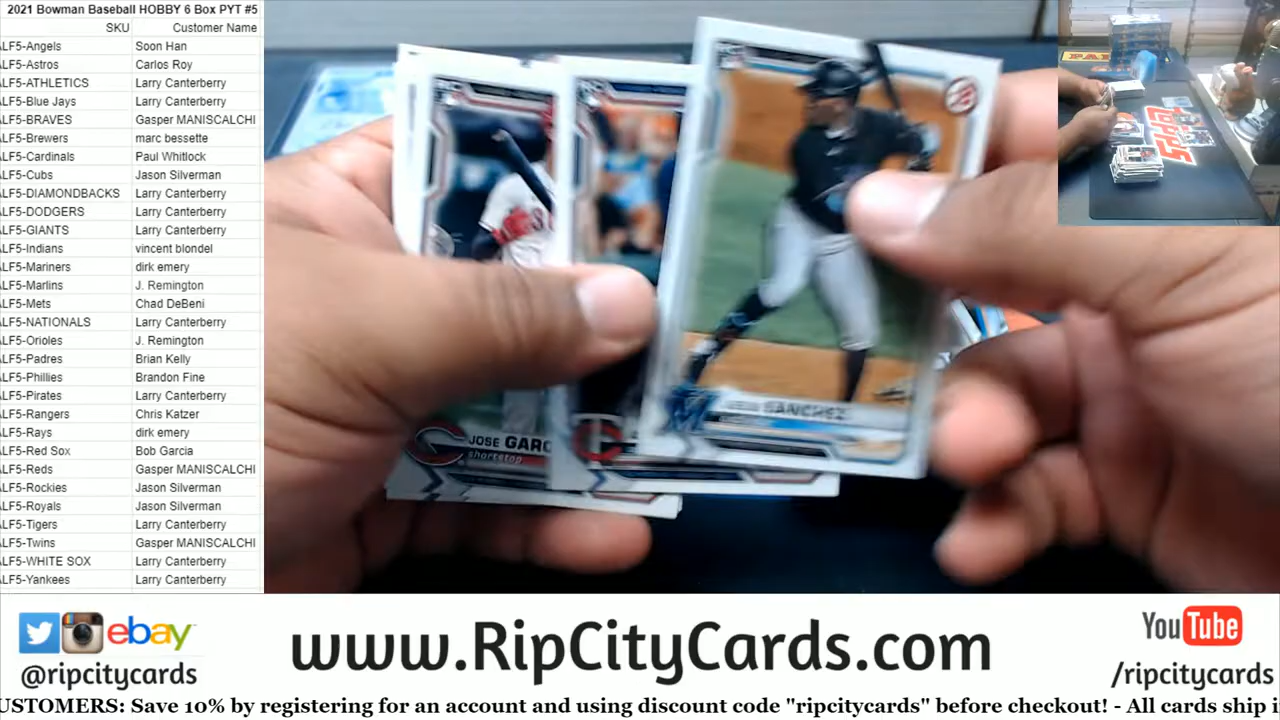 2021 Bowman Baseball HOBBY 6 Box PYT #5
SKU Customer Name
ALF5-Angels Soon Han
ALF5-Astros Carlos Roy
ALF5-ATHLETICS Larry Canterberry
ALF5-Blue Jays Larry Canterberry
ALF5-BRAVES Gasper MANISCALCHI
ALF5-Brewers marc bessette
ALF5-Cardinals Paul Whitlock
ALF5-Cubs Jason Silverman
ALF5-DIAMONDBACKS Larry Canterberry
ALF5-DODGERS Larry Canterberry
ALF5-GIANTS Larry Canterberry
ALF5-Indians vincent blondel
ALF5-Mariners dirk emery
ALF5-Marlins J. Remington
ALF5-Mets Chad DeBeni
ALF5-NATIONALS Larry Canterberry
ALF5-Orioles J. Remington
ALF5-Padres Brian Kelly
ALF5-Phillies Brandon Fine
ALF5-Pirates Larry Canterberry
ALF5-Rangers Chris Katzer
ALF5-Rays dirk emery
ALF5-Red Sox Bob Garcia
ALF5-Reds Gasper MANISCALCHI
ALF5-Rockies Jason Silverman
ALF5-Royals Jason Silverman
ALF5-Tigers Larry Canterberry
ALF5-Twins Gasper MANISCALCHI
ALF5-WHITE SOX Larry Canterberry
ALF5-Yankees Larry Canterberry
SANCHEZ
JOSE GARC
shortstop
TOPPS
ebay
@ripcitycards
www.RipCityCards.com
YouTube
/ripcitycards
CUSTOMERS: Save 10% by registering for an account and using discount code "ripcitycards" before checkout! - All cards ship i